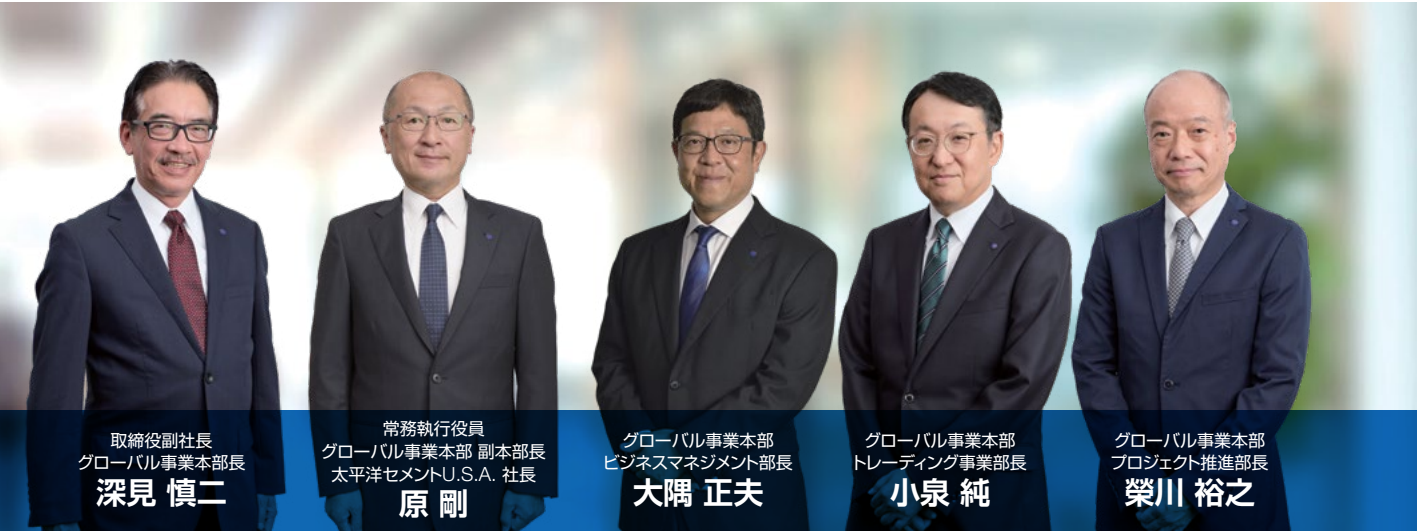 取締役副社長
グローバル事業本部長
深見 慎二
常務執行役員
グローバル事業本部 副本部長
太平洋セメントU.S.A. 社長
原 剛
グローバル事業本部
ビジネスマネジメント部長
大隅 正夫
グローバル事業本部
トレーディング事業部長
小泉 純
グローバル事業本部
プロジェクト推進部長
榮川 裕之